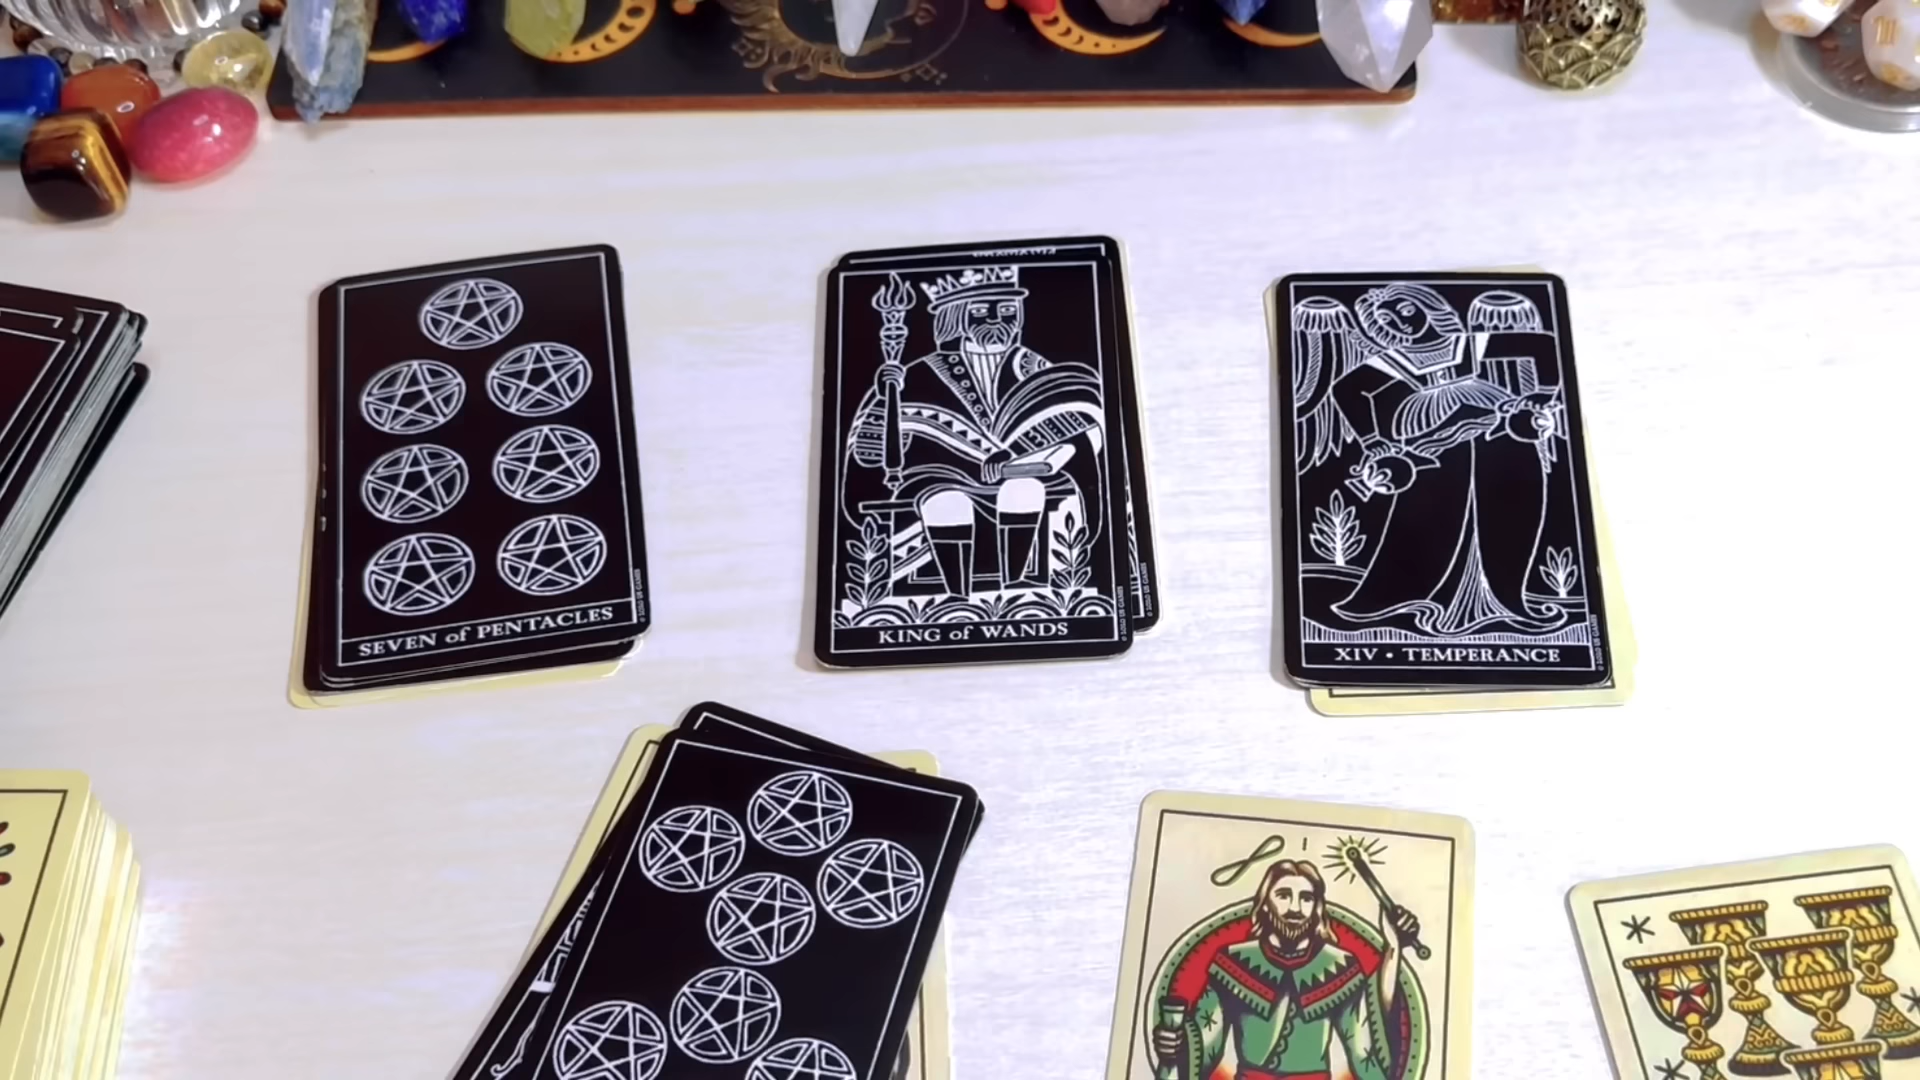 SEVEN of PENTACLES
KING of WANDS
XIV • TEMPERANCE